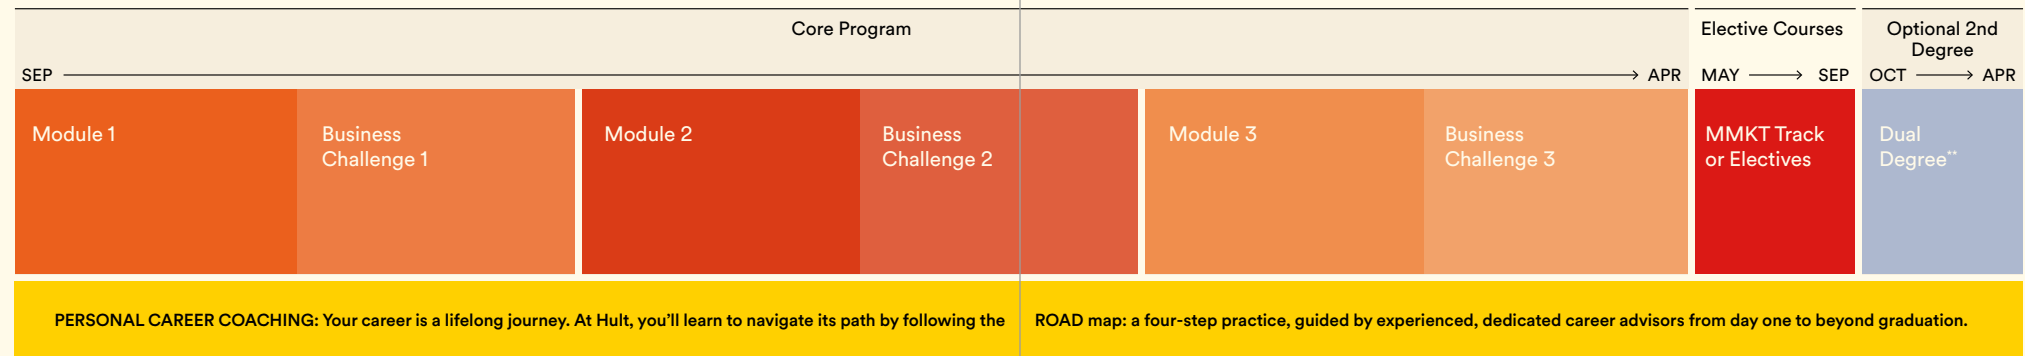 Core Program
SEP APR
Elective Courses
MAY SEP
Optional 2nd
Degree
OCT APR
Module 1
Business
Challenge 1
Module 2
Business
Challenge 2
Module 3
Business
Challenge 3
MMKT Track
or Electives
Dual
Degree**
PERSONAL CAREER COACHING: Your career is a lifelong journey. At Hult, you’ll learn to navigate its path by following the ROAD map: a four-step practice, guided by experienced, dedicated career advisors from day one to beyond graduation.